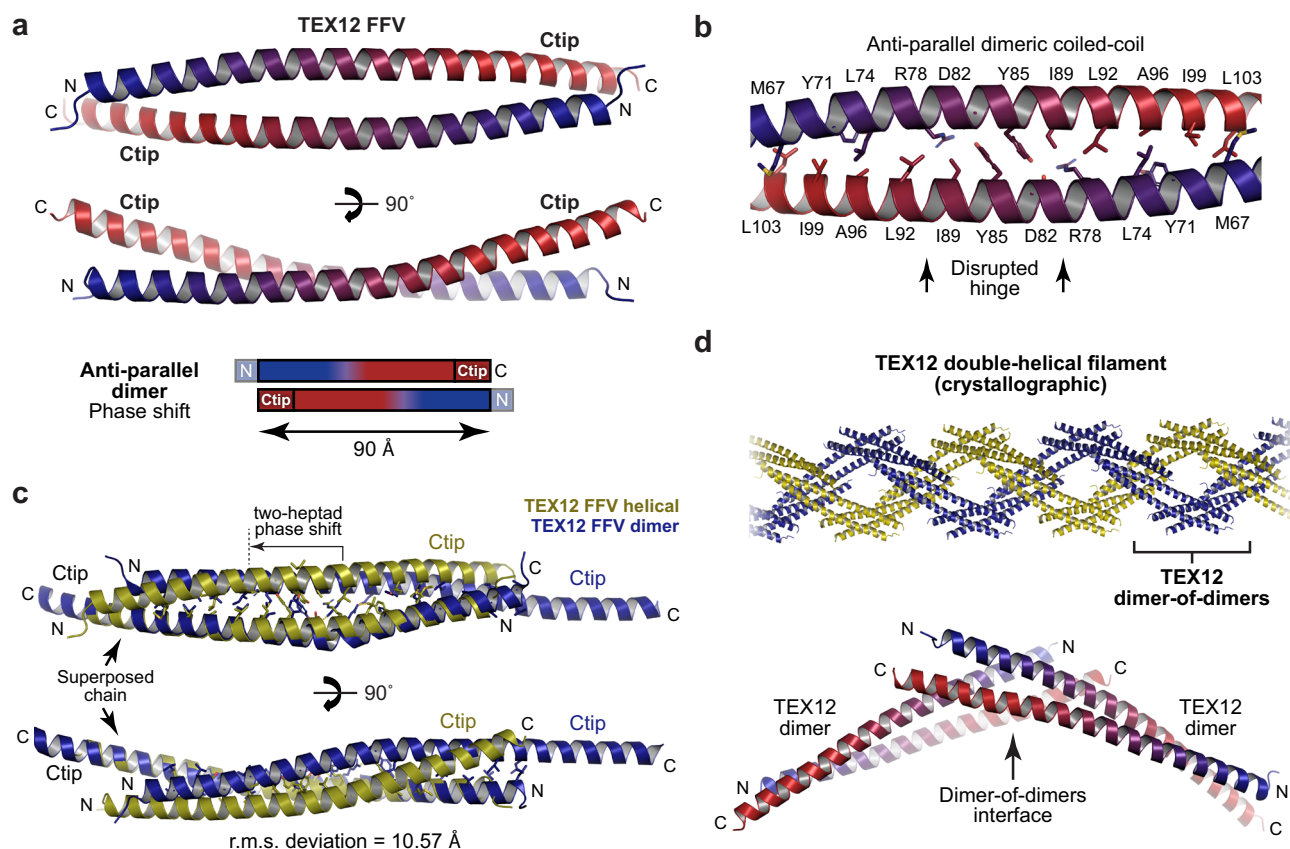 a
TEX12 FFV
Ctip
N
C
C
N
Ctip
90°
C
Ctip
Ctip
C
N
N
Anti-parallel
dimer
Phase shift
N
Ctip
C
Ctip
N
90 Å
b
Anti-parallel dimeric coiled-coil
M67 Y71 L74 R78 D82 Y85 I89 L92 A96 I99 L103
L103 I99 A96 L92 I89 Y85 D82 R78 L74 Y71 M67
Disrupted
hinge
c
TEX12 FFV helical
TEX12 FFV dimer
two-heptad
phase shift
Ctip
Ctip
N
C
Ctip
C
N
N
C
Superposed
chain
90°
Ctip
C
Ctip
C
Ctip
N
N
N
C
r.m.s. deviation = 10.57 Å
d
TEX12 double-helical filament
(crystallographic)
TEX12
dimer-of-dimers
N
N
C
C
TEX12
dimer
TEX12
dimer
N
N
C
C
Dimer-of-dimers
interface